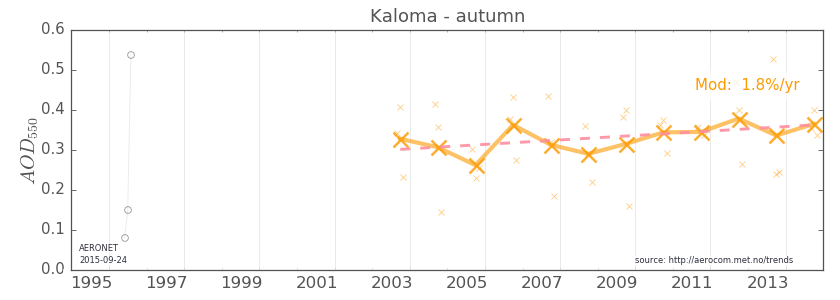 Kaloma - autumn
0.6
0.5
0.4
0.3
0.2
0.1
0.0
AOD550
Mod: 1.8%/yr
AERONET
2015-09-24
source: http://aerocom.met.no/trends
1995 1997 1999 2001 2003 2005 2007 2009 2011 2013